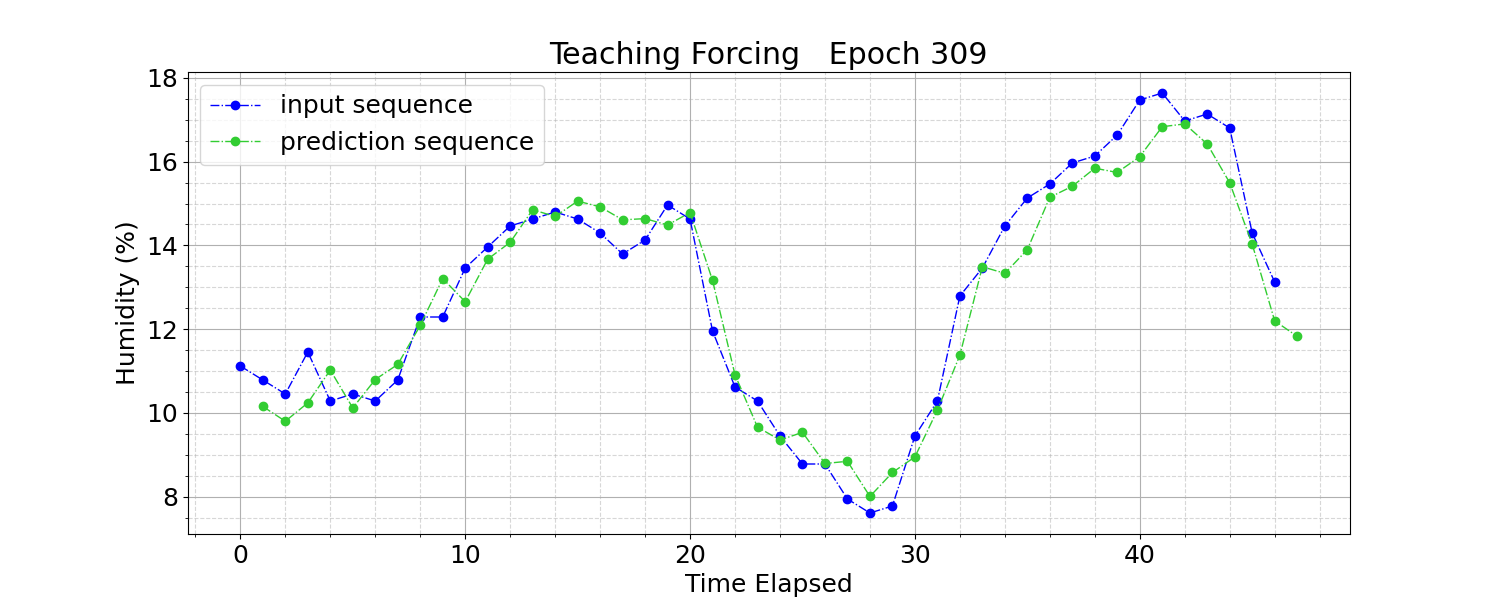 Teaching Forcing   Epoch 309
18
16
14
12
10
8
Humidity (%)
input sequence
prediction sequence
0 10 20 30 40
Time Elapsed